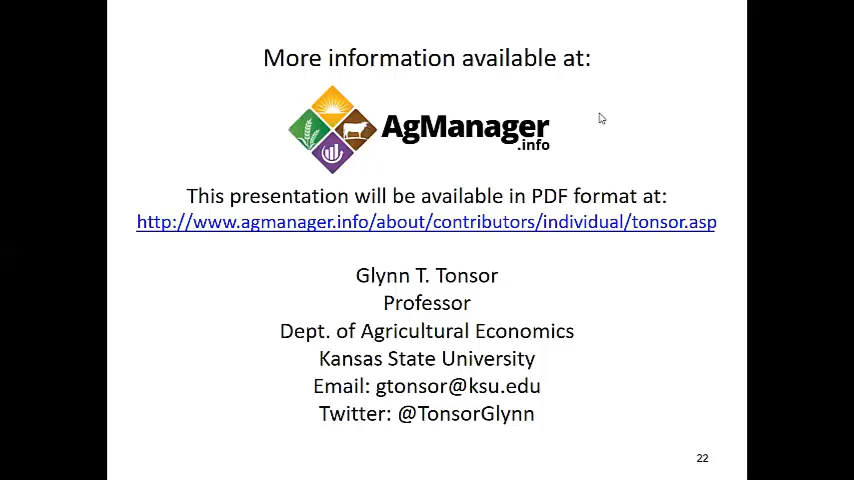 More information available at:
AgManager
.info
This presentation will be available in PDF format at:
http://www.agmanager.info/about/contributors/individual/tonsor.asp
Glynn T. Tonsor
Professor
Dept. of Agricultural Economics
Kansas State University
Email: gtonsor@ksu.edu
Twitter: @TonsorGlynn
22